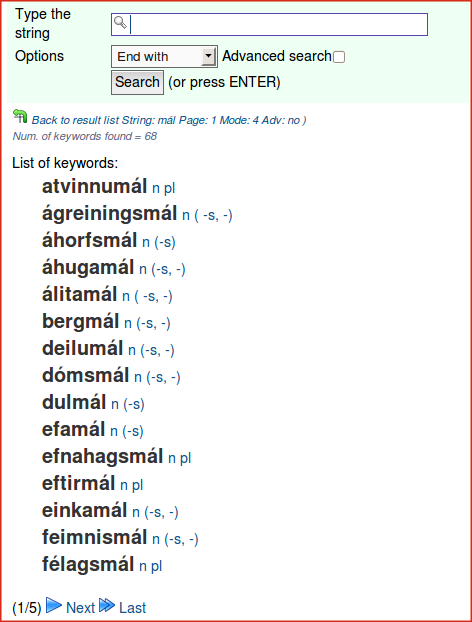 Type the
string
Options End with Advanced search
Search (or press ENTER)
Back to result list String: mál Page: 1 Mode: 4 Adv: no )
Num. of keywords found = 68
List of keywords:
atvinnumál n pl
ágreiningsmál n ( -s, -)
áhorfsmál n (-s)
áhugamál n (-s, -)
álitamál n ( -s, -)
bergmál n (-s, -)
deilumál n (-s, -)
dómsmál n (-s, -)
dulmál n (-s)
efamál n (-s)
efnahagsmál n pl
eftirmál n pl
einkamál n (-s, -)
feimnismál n (-s, -)
félagsmál n pl
(1/5) Next Last